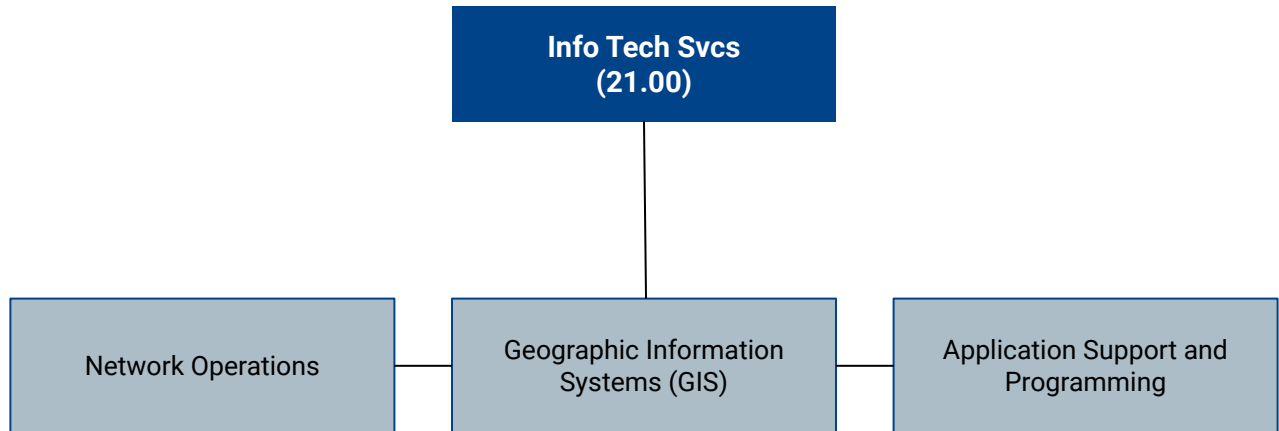 Info Tech Svcs
(21.00)
Network Operations
Geographic Information
Systems (GIS)
Application Support and
Programming